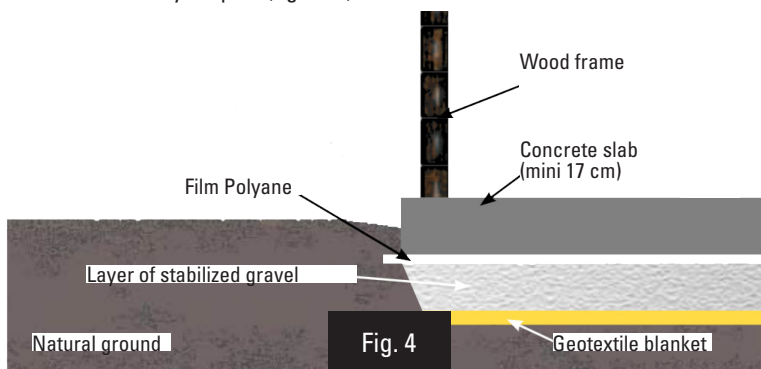 Wood frame
Concrete slab
(mini 17 cm)
Film Polyane
Layer of stabilized gravel
Natural ground
Fig. 4
Geotextile blanket